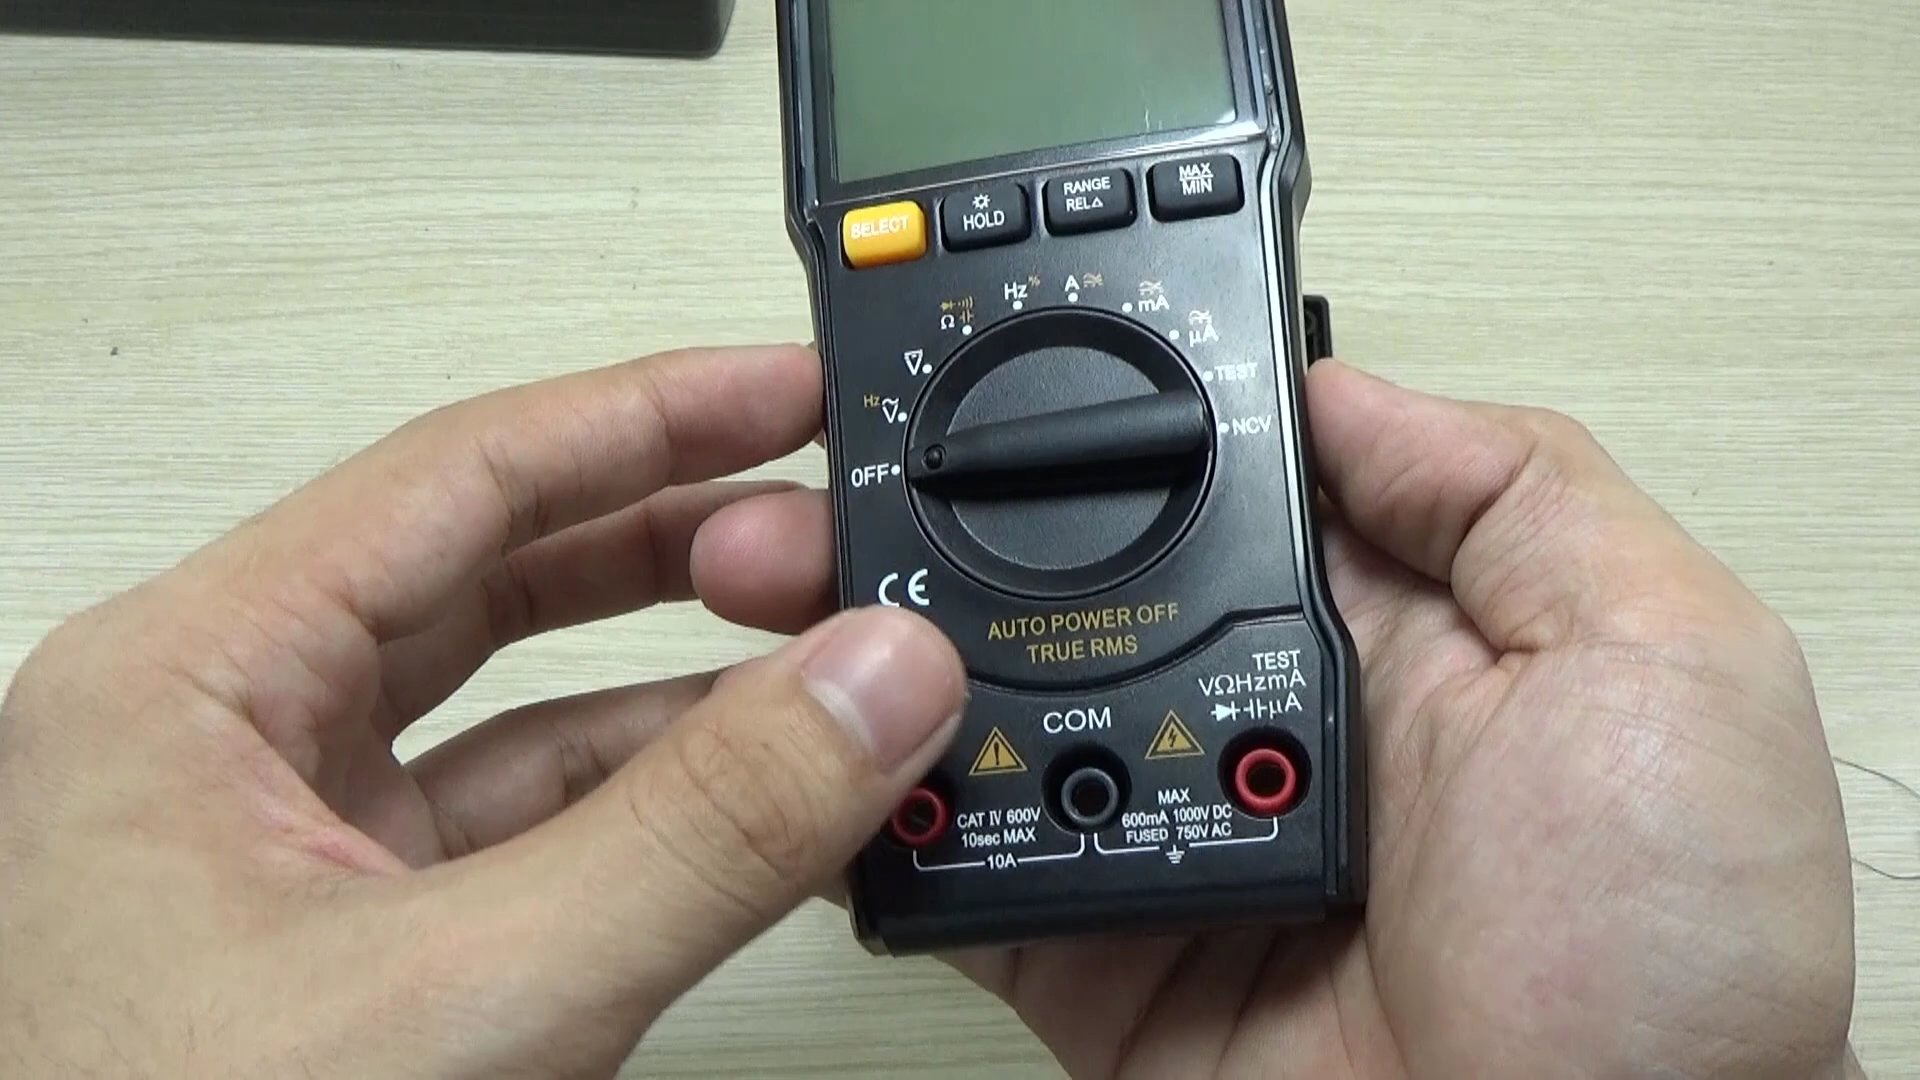 SELECT
HOLD
RANGE
REL△
MAX
MIN
Hz %
A
mA
μA
Ω
V
Hz
V
TEST
OFF
NCV
CE
AUTO POWER OFF
TRUE RMS
TEST
VΩHzmA
μA
COM
CAT IV 600V
10sec MAX
10A
MAX
600mA 1000V DC
FUSED 750V AC